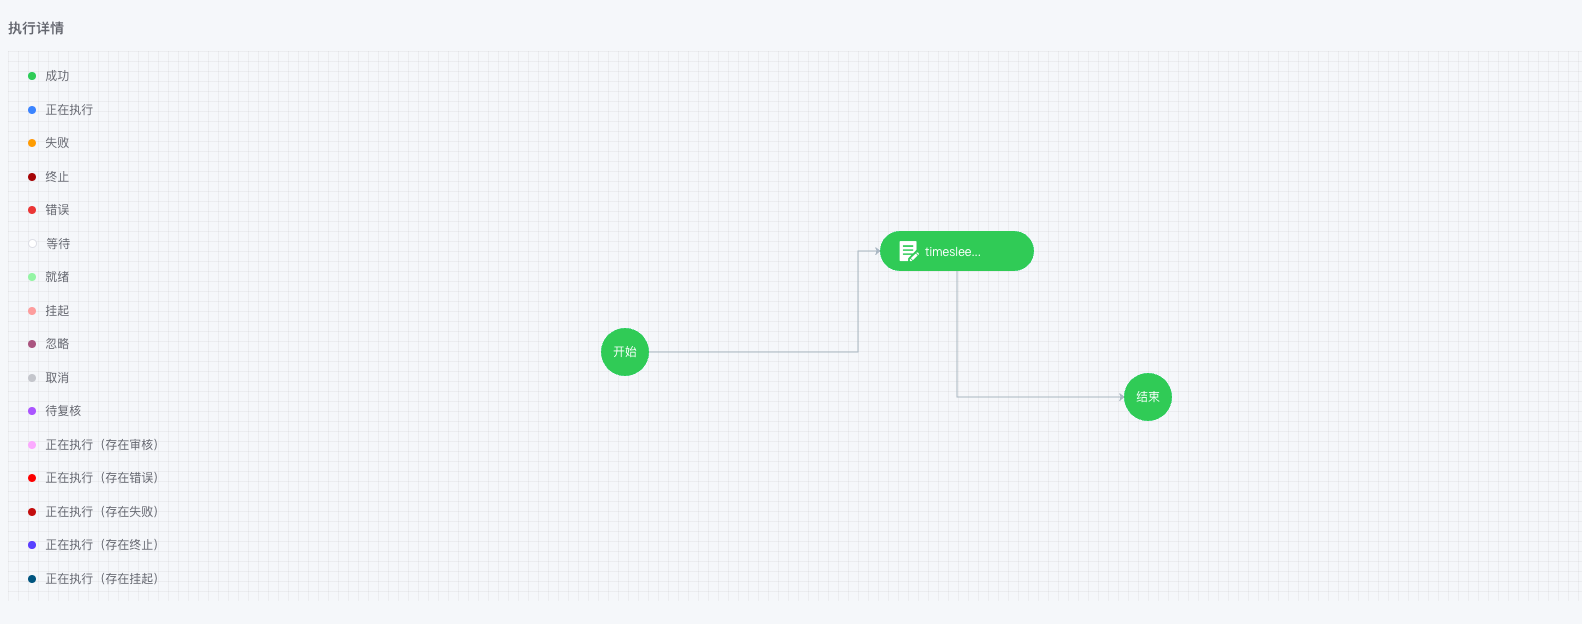 执行详情
成功
正在执行
失败
终止
错误
等待
就绪
挂起
忽略
取消
待复核
正在执行（存在审核）
正在执行（存在错误）
正在执行（存在失败）
正在执行（存在终止）
正在执行（存在挂起）
timeslee...
开始
结束